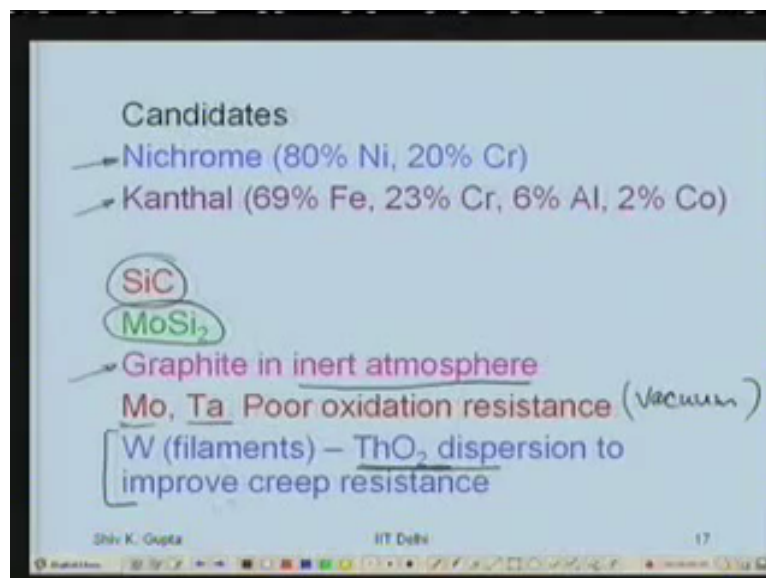 Candidates
Nichrome (80% Ni, 20% Cr)
Kanthal (69% Fe, 23% Cr, 6% Al, 2% Co)
SiC
MoSi₂
Graphite in inert atmosphere
Mo, Ta Poor oxidation resistance (vacuum)
W (filaments) – ThO₂ dispersion to
improve creep resistance
Shiv K. Gupta IIT Delhi 17